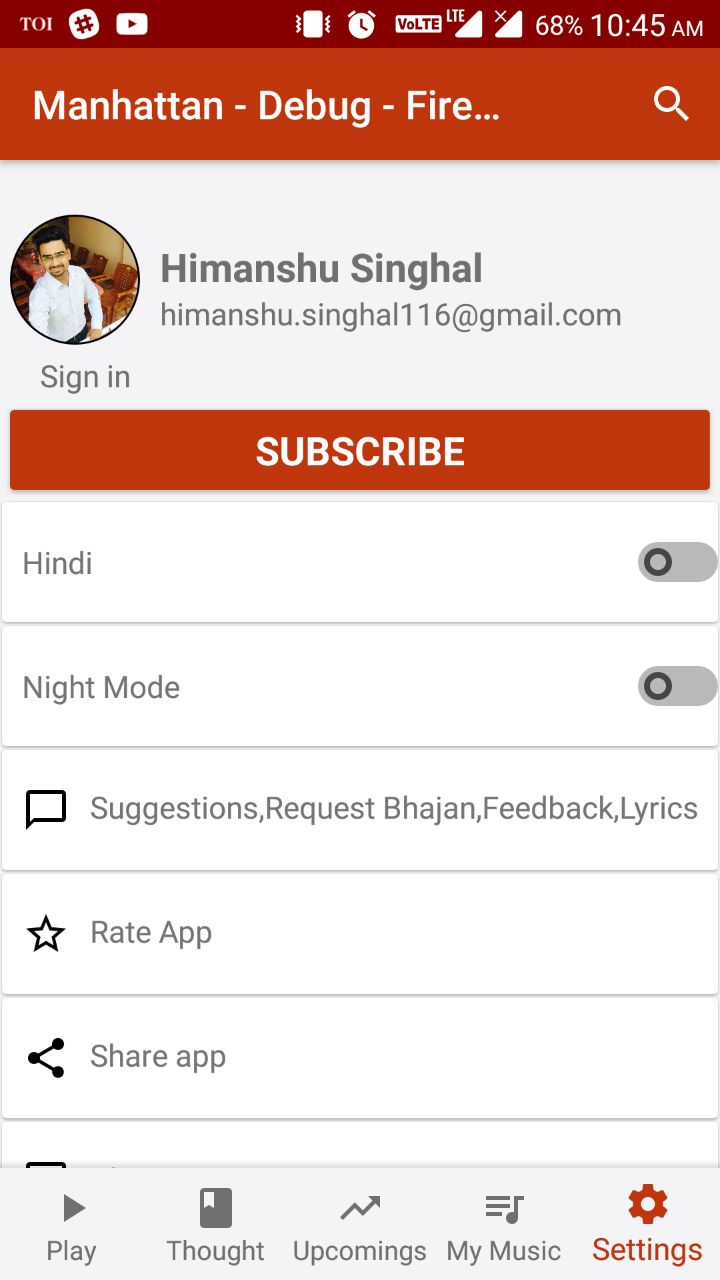 TOI VoLTE LTE 68% 10:45 AM
Manhattan - Debug - Fire...
Himanshu Singhal
himanshu.singhal116@gmail.com
Sign in
SUBSCRIBE
Hindi
Night Mode
Suggestions,Request Bhajan,Feedback,Lyrics
Rate App
Share app
Play Thought Upcomings My Music Settings